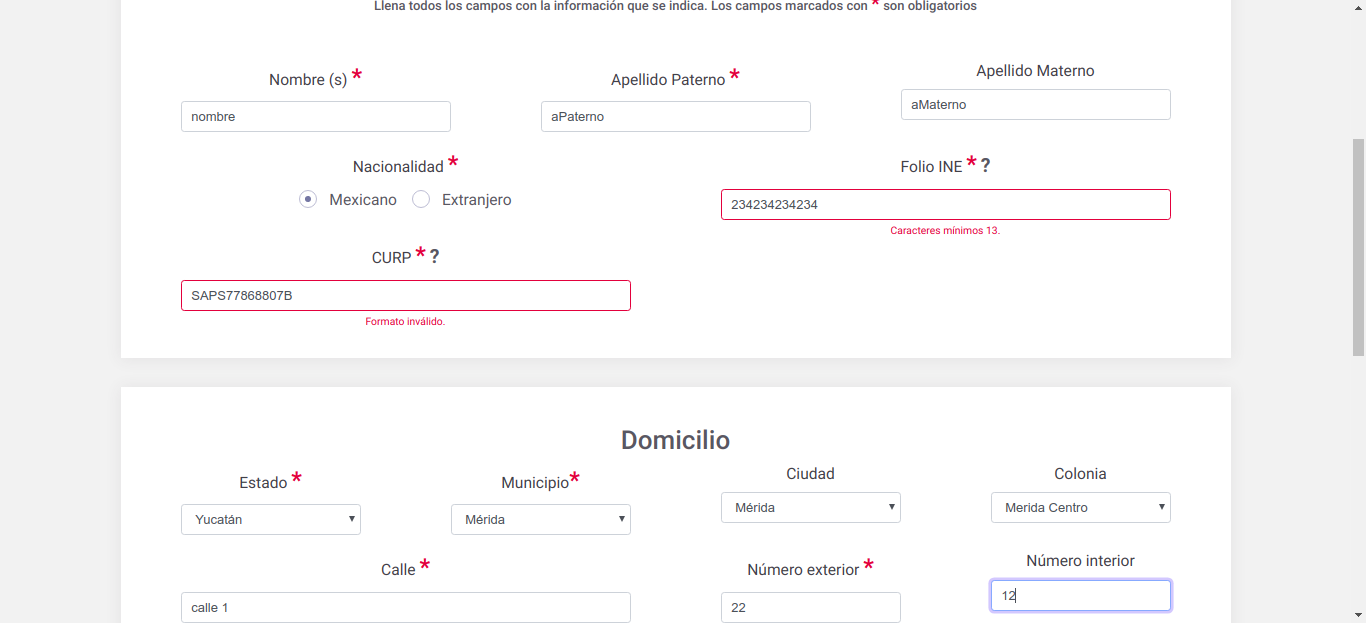 Llena todos los campos con la información que se indica. Los campos marcados con * son obligatorios
Nombre (s) * Apellido Paterno * Apellido Materno
nombre aPaterno aMaterno
Nacionalidad * Folio INE * ?
Mexicano Extranjero 234234234234
Caracteres mínimos 13.
CURP * ?
SAPS77868807B
Formato inválido.
Domicilio
Estado * Municipio* Ciudad Colonia
Yucatán Mérida Mérida Merida Centro
Calle * Número exterior * Número interior
calle 1 22 12